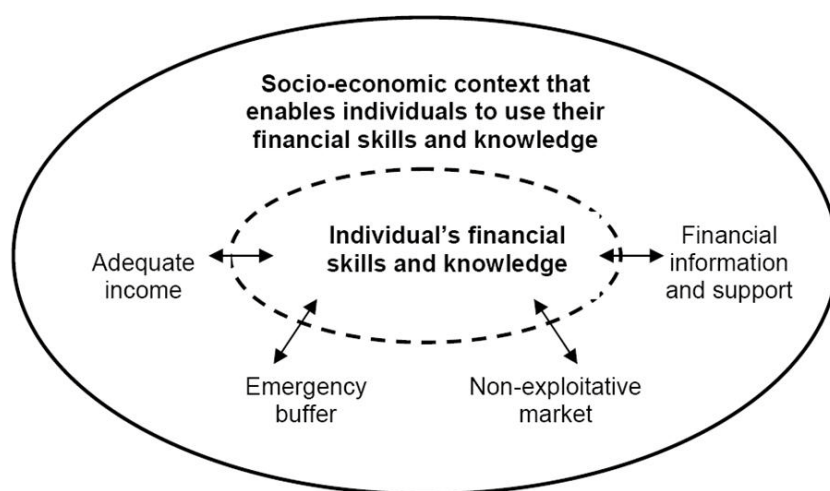 Socio-economic context that
enables individuals to use their
financial skills and knowledge
Individual’s financial
skills and knowledge
Adequate
income
Financial
information
and support
Emergency
buffer
Non-exploitative
market